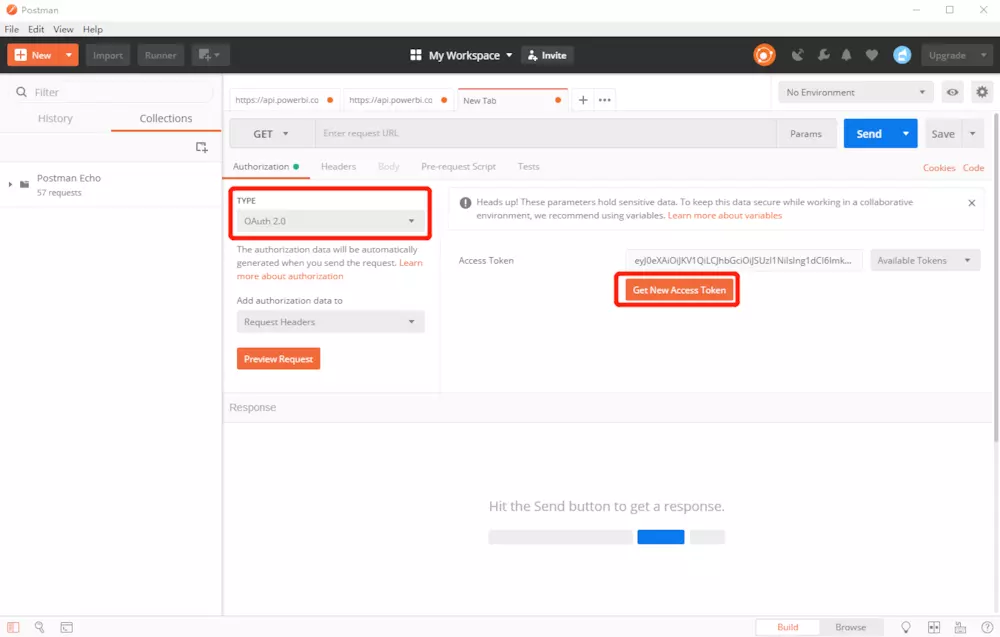 Postman
File Edit View Help
New Import Runner My Workspace Invite Upgrade
Filter
History Collections
Postman Echo
57 requests
https://api.powerbi.co https://api.powerbi.co New Tab
No Environment
GET Enter request URL Params Send Save
Authorization Headers Body Pre-request Script Tests Cookies Code
TYPE
OAuth 2.0
The authorization data will be automatically
generated when you send the request. Learn
more about authorization
Add authorization data to
Request Headers
Preview Request
Heads up! These parameters hold sensitive data. To keep this data secure while working in a collaborative
environment, we recommend using variables. Learn more about variables
Access Token Available Tokens
Get New Access Token
Response
Hit the Send button to get a response.
Build Browse